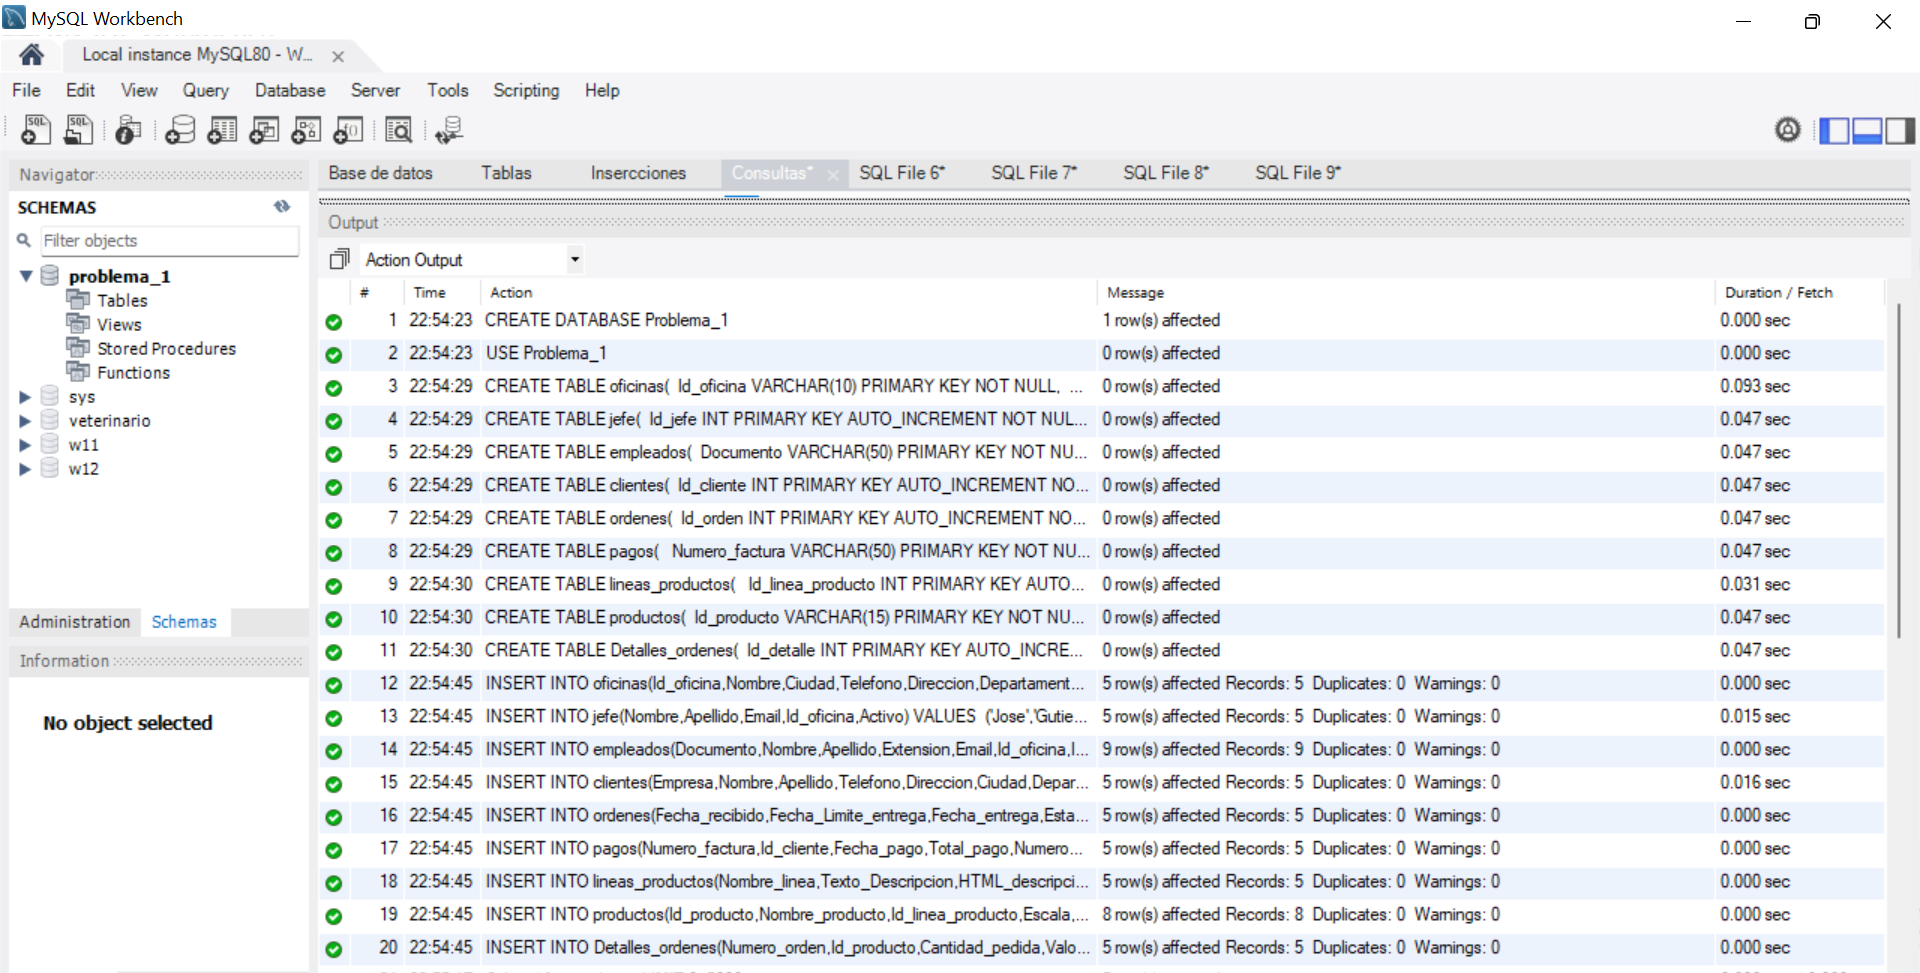 MySQL Workbench
Local instance MySQL80 - W...
File Edit View Query Database Server Tools Scripting Help
Navigator
SCHEMAS
Filter objects
problema_1
Tables
Views
Stored Procedures
Functions
sys
veterinario
w11
w12
Administration Schemas
Information
No object selected
Base de datos Tablas Insercciones Consultas* SQL File 6* SQL File 7* SQL File 8* SQL File 9*
Output
Action Output
# Time Action Message Duration / Fetch
1 22:54:23 CREATE DATABASE Problema_1 1 row(s) affected 0.000 sec
2 22:54:23 USE Problema_1 0 row(s) affected 0.000 sec
3 22:54:29 CREATE TABLE oficinas( Id_oficina VARCHAR(10) PRIMARY KEY NOT NULL, ... 0 row(s) affected 0.093 sec
4 22:54:29 CREATE TABLE jefe( Id_jefe INT PRIMARY KEY AUTO_INCREMENT NOT NUL... 0 row(s) affected 0.047 sec
5 22:54:29 CREATE TABLE empleados( Documento VARCHAR(50) PRIMARY KEY NOT NU... 0 row(s) affected 0.047 sec
6 22:54:29 CREATE TABLE clientes( Id_cliente INT PRIMARY KEY AUTO_INCREMENT NO... 0 row(s) affected 0.047 sec
7 22:54:29 CREATE TABLE ordenes( Id_orden INT PRIMARY KEY AUTO_INCREMENT NO... 0 row(s) affected 0.047 sec
8 22:54:29 CREATE TABLE pagos( Numero_factura VARCHAR(50) PRIMARY KEY NOT NU... 0 row(s) affected 0.047 sec
9 22:54:30 CREATE TABLE lineas_productos( Id_linea_producto INT PRIMARY KEY AUTO... 0 row(s) affected 0.031 sec
10 22:54:30 CREATE TABLE productos( Id_producto VARCHAR(15) PRIMARY KEY NOT NU... 0 row(s) affected 0.047 sec
11 22:54:30 CREATE TABLE Detalles_ordenes( Id_detalle INT PRIMARY KEY AUTO_INCRE... 0 row(s) affected 0.047 sec
12 22:54:45 INSERT INTO oficinas(Id_oficina,Nombre,Ciudad,Telefono,Direccion,Departament... 5 row(s) affected Records: 5 Duplicates: 0 Warnings: 0 0.000 sec
13 22:54:45 INSERT INTO jefe(Nombre,Apellido,Email,Id_oficina,Activo) VALUES ('Jose','Gutie... 5 row(s) affected Records: 5 Duplicates: 0 Warnings: 0 0.015 sec
14 22:54:45 INSERT INTO empleados(Documento,Nombre,Apellido,Extension,Email,Id_oficina,I... 9 row(s) affected Records: 9 Duplicates: 0 Warnings: 0 0.000 sec
15 22:54:45 INSERT INTO clientes(Empresa,Nombre,Apellido,Telefono,Direccion,Ciudad,Depar... 5 row(s) affected Records: 5 Duplicates: 0 Warnings: 0 0.016 sec
16 22:54:45 INSERT INTO ordenes(Fecha_recibido,Fecha_Limite_entrega,Fecha_entrega,Esta... 5 row(s) affected Records: 5 Duplicates: 0 Warnings: 0 0.000 sec
17 22:54:45 INSERT INTO pagos(Numero_factura,Id_cliente,Fecha_pago,Total_pago,Numero... 5 row(s) affected Records: 5 Duplicates: 0 Warnings: 0 0.000 sec
18 22:54:45 INSERT INTO lineas_productos(Nombre_linea,Texto_Descripcion,HTML_descripci... 5 row(s) affected Records: 5 Duplicates: 0 Warnings: 0 0.000 sec
19 22:54:45 INSERT INTO productos(Id_producto,Nombre_producto,Id_linea_producto,Escala,... 8 row(s) affected Records: 8 Duplicates: 0 Warnings: 0 0.000 sec
20 22:54:45 INSERT INTO Detalles_ordenes(Numero_orden,Id_producto,Cantidad_pedida,Valo... 5 row(s) affected Records: 5 Duplicates: 0 Warnings: 0 0.000 sec